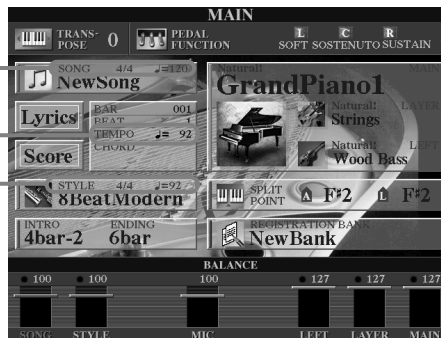 MAIN
TRANS-
POSE 0
PEDAL
FUNCTION
L C R
SOFT SOSTENUTO SUSTAIN
SONG 4/4 ♩=120
NewSong
Natural! MAIN
GrandPiano1
Lyrics
BAR 001
BEAT 1
TEMPO ♩= 92
CHORD
Score
Natural! LAYER
Strings
Natural! LEFT
Wood Bass
STYLE 4/4 ♩=92
8BeatModern
SPLIT
POINT A F♯2 L F♯2
INTRO ENDING
4bar-2 6bar
REGISTRATION BANK
NewBank
BALANCE
100 100 100 127 127 127
SONG STYLE MIC LEFT LAYER MAIN